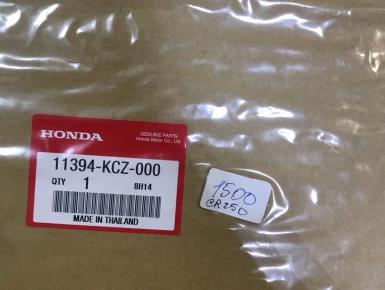 HONDA
GENUINE PARTS
Honda Motor Co., Ltd.
11394-KCZ-000
QTY 1 8H14
MADE IN THAILAND
1500
CR250